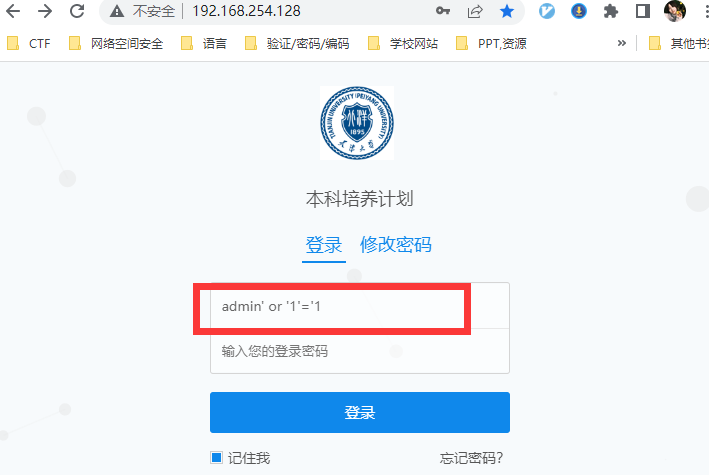 不安全 | 192.168.254.128
CTF 网络空间安全 语言 验证/密码/编码 学校网站 PPT,资源 » 其他书
TIANJIN UNIVERSITY (PEIYANG UNIVERSITY)
北洋
1895
天津大学
本科培养计划
登录 修改密码
admin' or '1'='1
输入您的登录密码
登录
记住我 忘记密码?